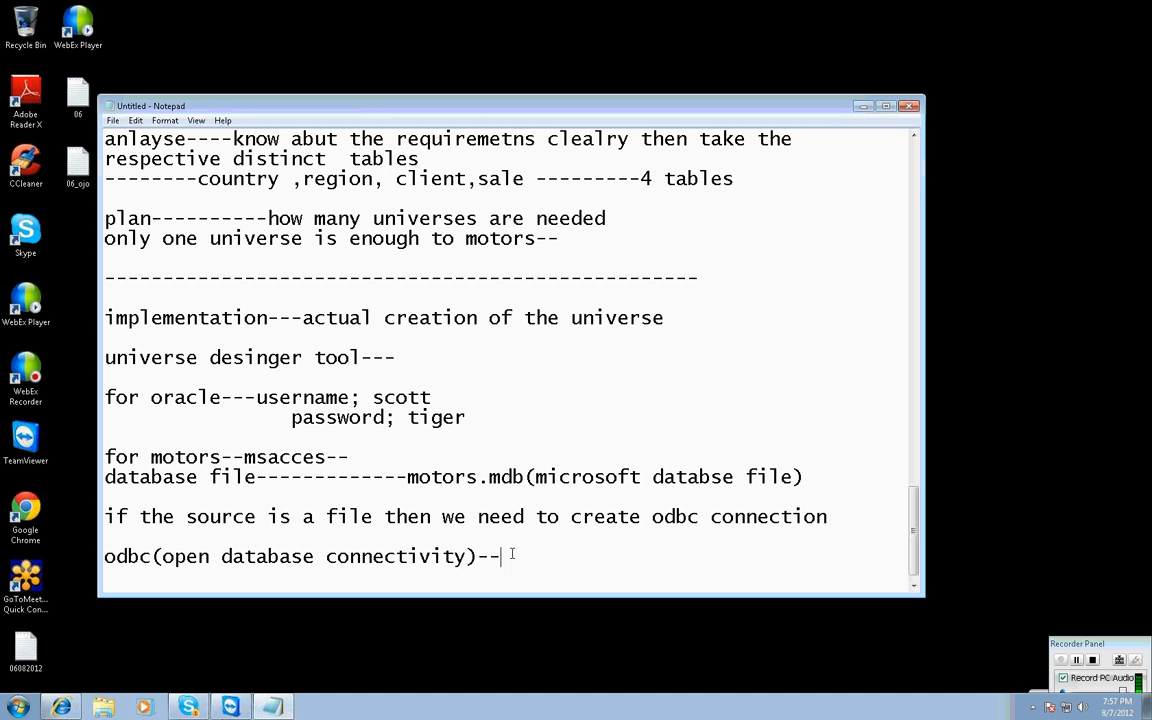 Recycle Bin
WebEx Player
Adobe
Reader X
06
CCleaner
06_ojo
Skype
WebEx Player
WebEx
Recorder
TeamViewer
Google
Chrome
GoToMeet...
Quick Con...
06082012
Untitled - Notepad
File Edit Format View Help
anlayse----know abut the requiremetns clealry then take the
respective distinct  tables
--------country ,region, client,sale ---------4 tables
plan----------how many universes are needed
only one universe is enough to motors--
---------------------------------------------------
implementation---actual creation of the universe
universe desinger tool---
for oracle---username; scott
password; tiger
for motors--msacces--
database file-------------motors.mdb(microsoft databse file)
if the source is a file then we need to create odbc connection
odbc(open database connectivity)--
Recorder Panel
Record PC Audio
7:57 PM
8/7/2012